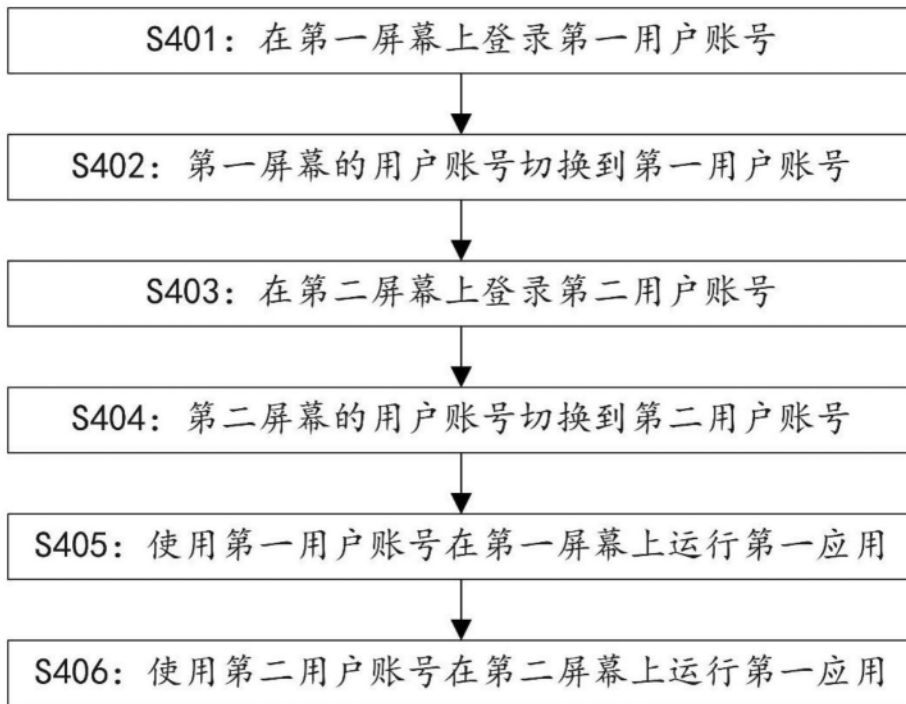 S401：在第一屏幕上登录第一用户账号
S402：第一屏幕的用户账号切换到第一用户账号
S403：在第二屏幕上登录第二用户账号
S404：第二屏幕的用户账号切换到第二用户账号
S405：使用第一用户账号在第一屏幕上运行第一应用
S406：使用第二用户账号在第二屏幕上运行第一应用